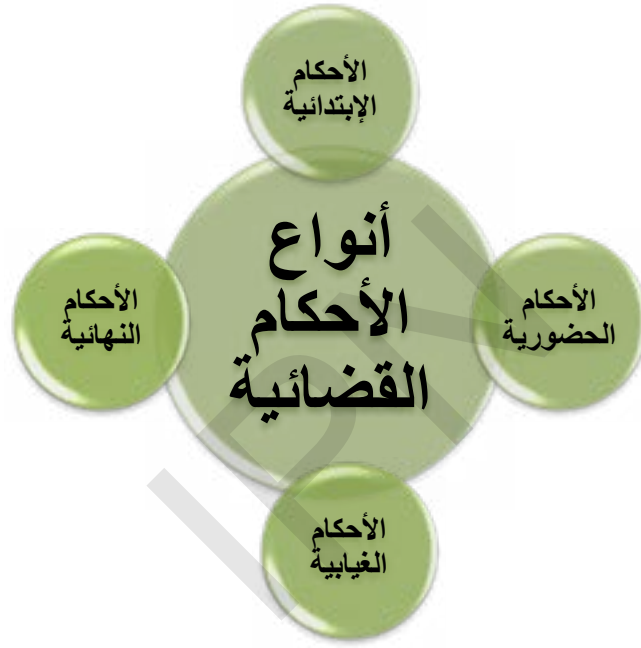 الأحكام
الإبتدائية
أنواع
الأحكام
القضائية
الأحكام
الحضورية
الأحكام
النهائية
الأحكام
الغيابية